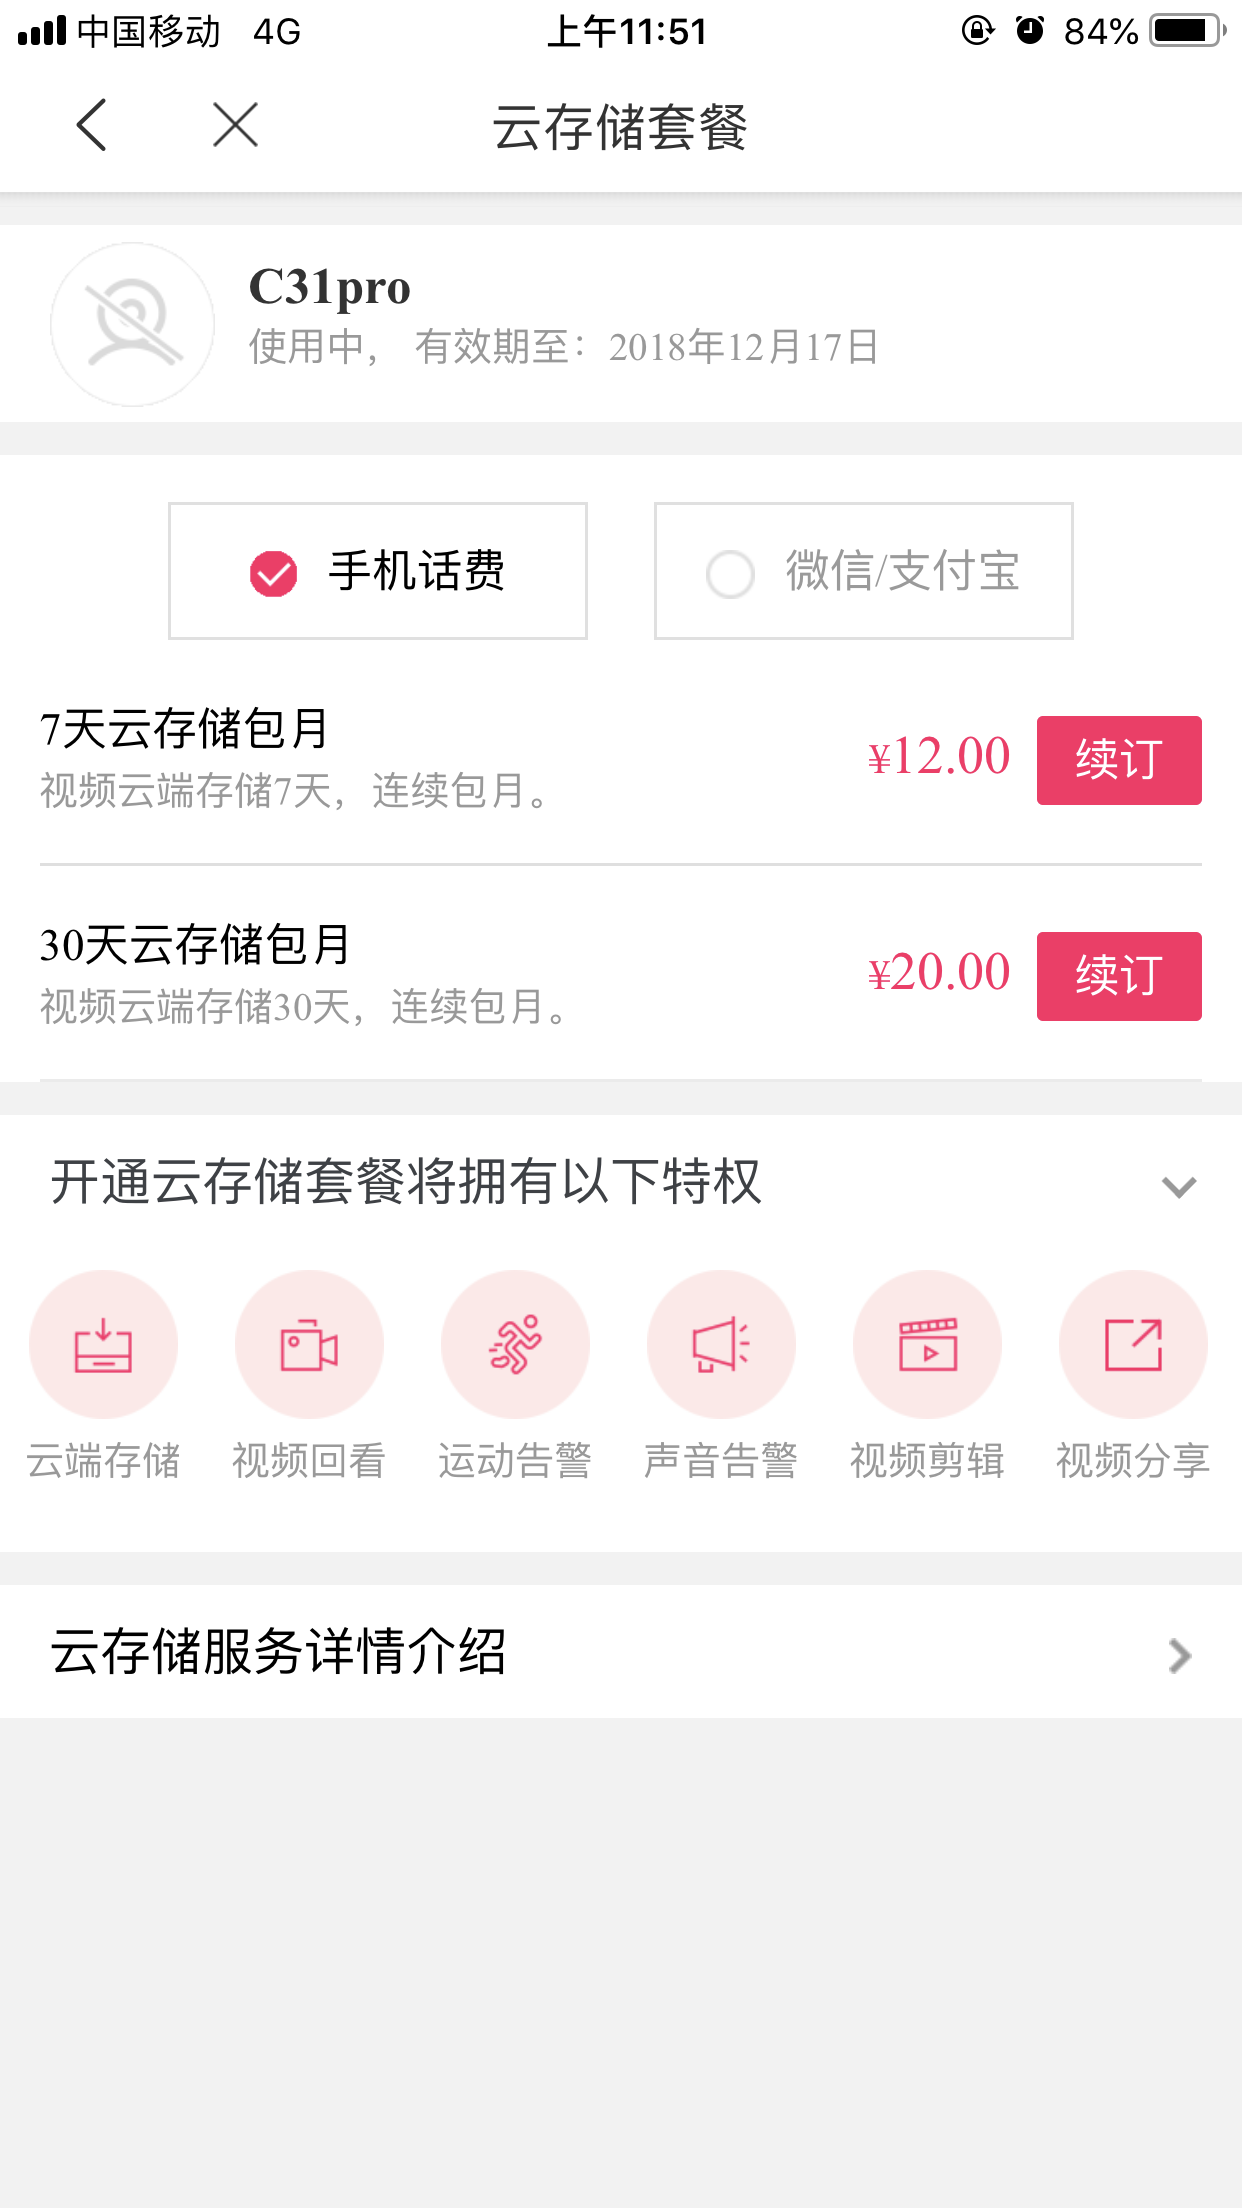 中国移动 4G 上午11:51 84%
云存储套餐
C31pro
使用中， 有效期至：2018年12月17日
手机话费 微信/支付宝
7天云存储包月
视频云端存储7天，连续包月。
¥12.00 续订
30天云存储包月
视频云端存储30天，连续包月。
¥20.00 续订
开通云存储套餐将拥有以下特权
云端存储 视频回看 运动告警 声音告警 视频剪辑 视频分享
云存储服务详情介绍